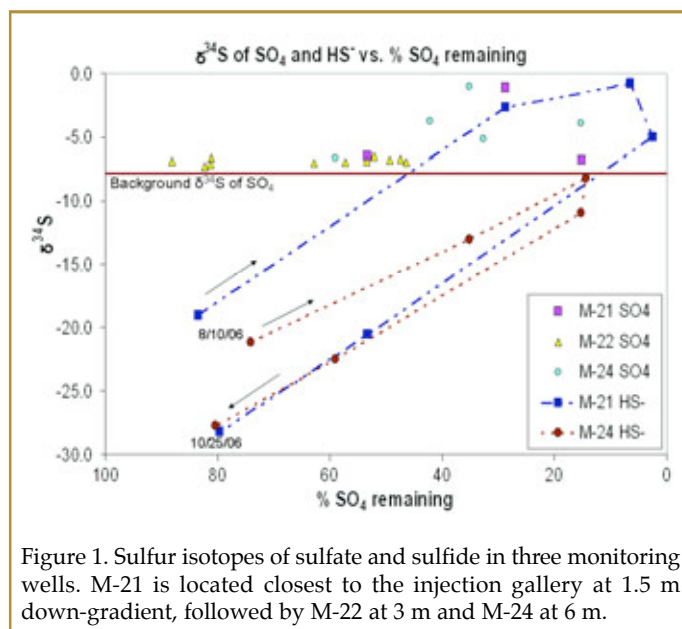 δ³⁴S of SO₄ and HS⁻ vs. % SO₄ remaining
0.0
-5.0
-10.0
-15.0
-20.0
-25.0
-30.0
δ³⁴S
Background δ³⁴S of SO₄
8/10/06
10/25/06
M-21 SO4
M-22 SO4
M-24 SO4
M-21 HS-
M-24 HS-
100 80 60 40 20 0
% SO₄ remaining
Figure 1. Sulfur isotopes of sulfate and sulfide in three monitoring
wells. M-21 is located closest to the injection gallery at 1.5 m
down-gradient, followed by M-22 at 3 m and M-24 at 6 m.